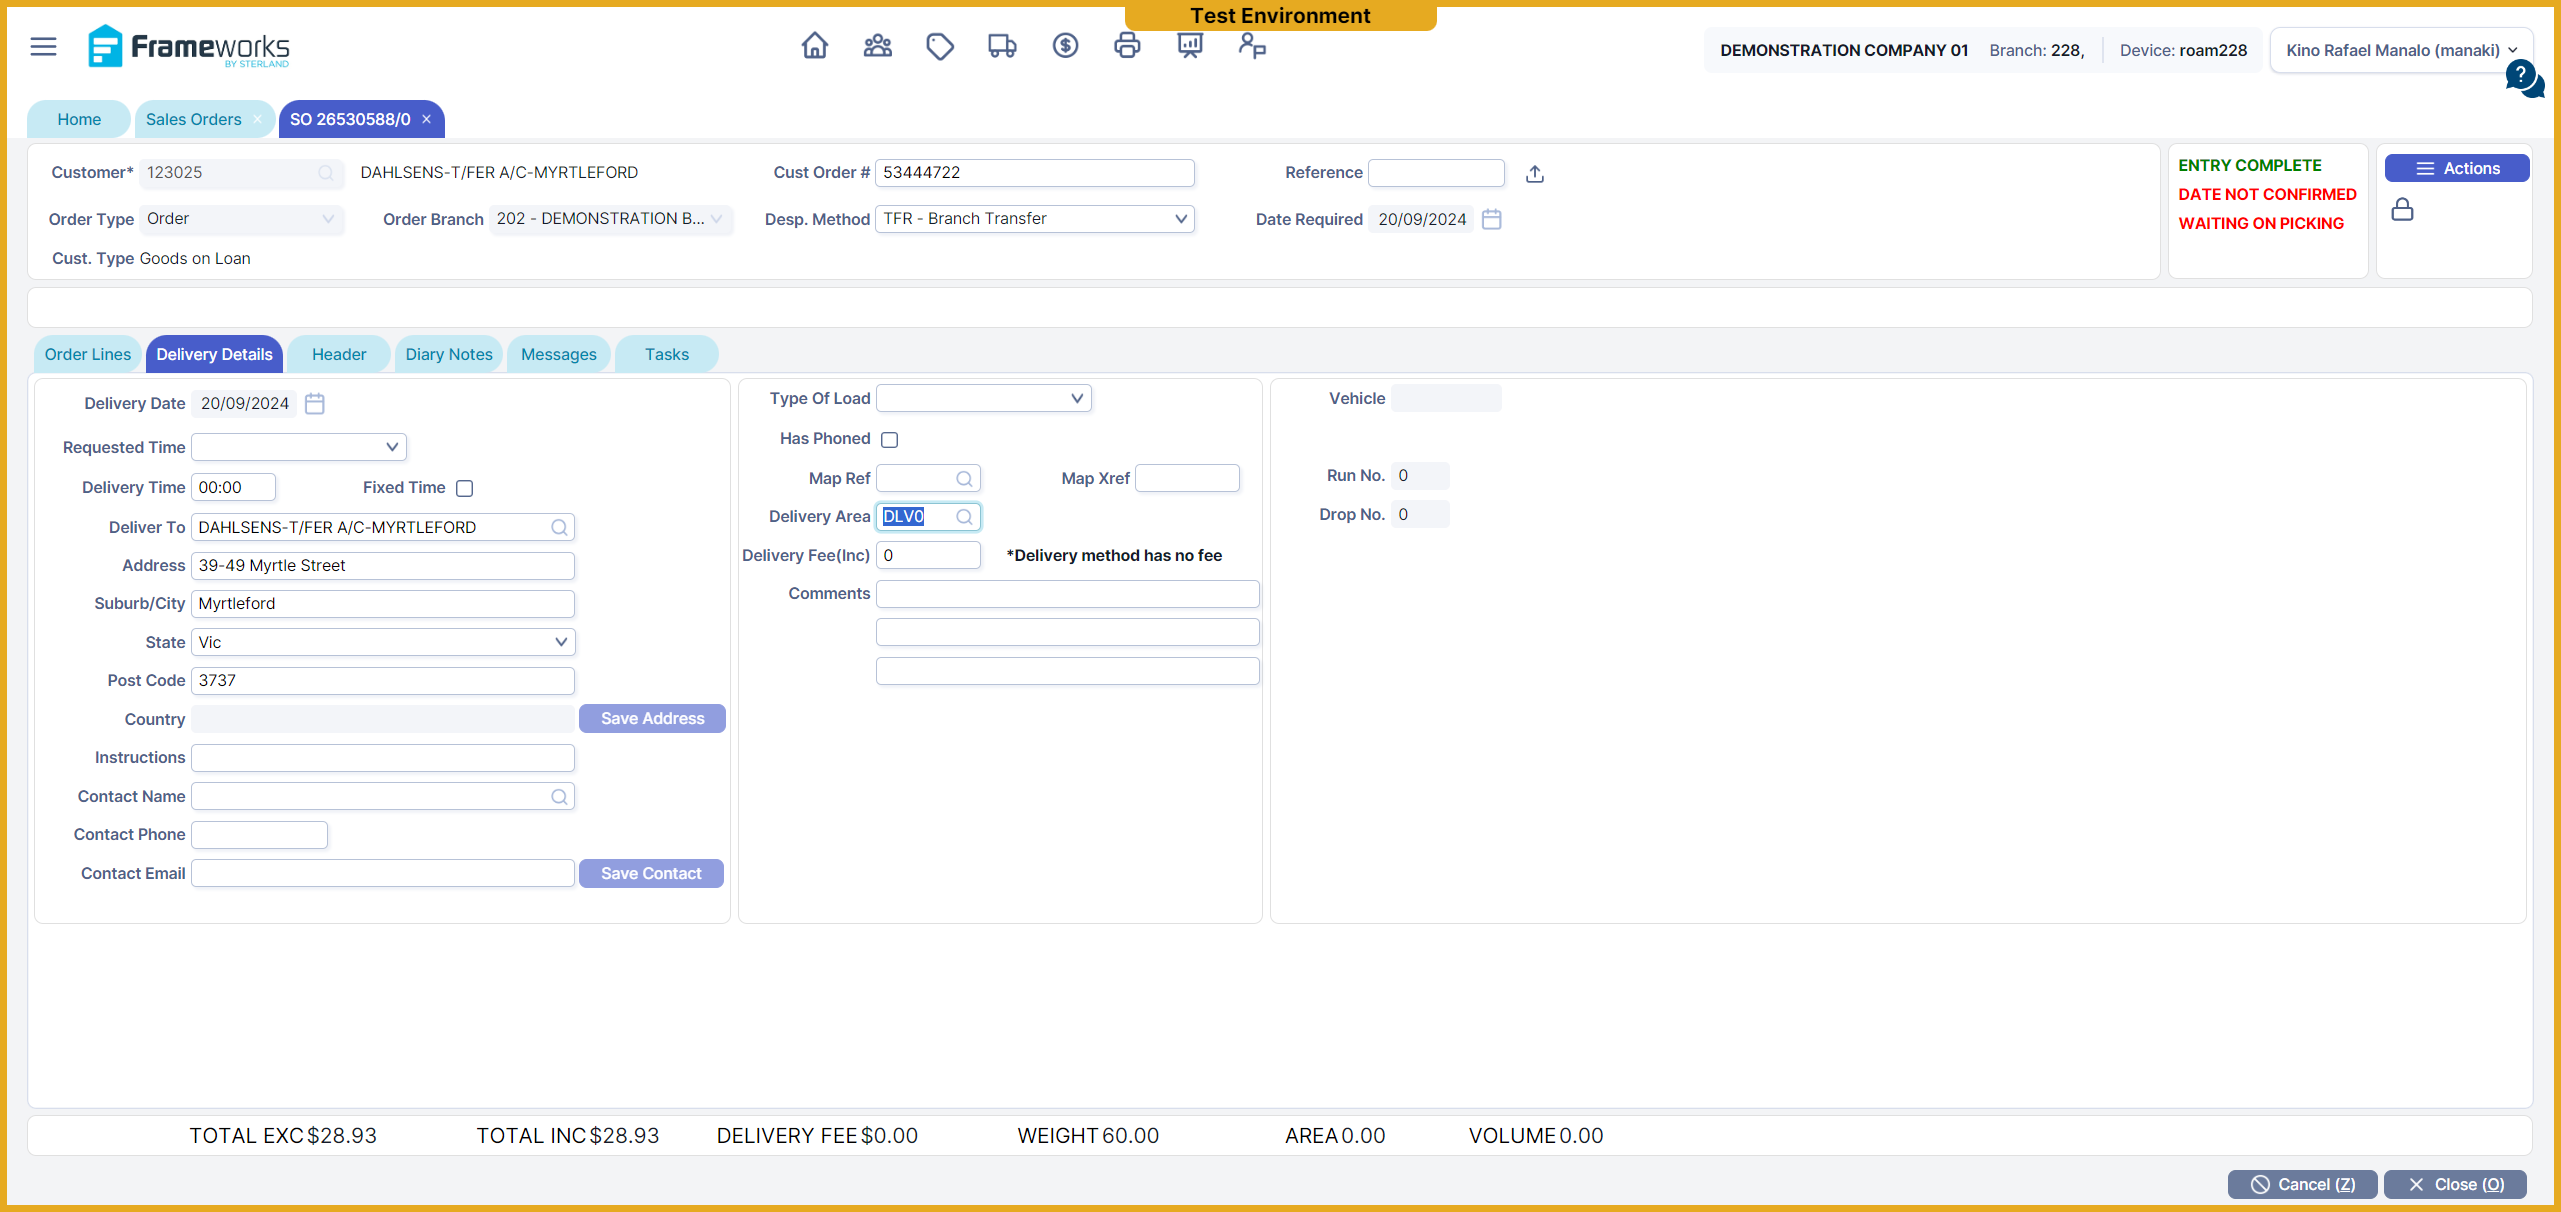 Test Environment
Frameworks
BY STERLAND
DEMONSTRATION COMPANY 01 Branch: 228, Device: roam228 Kino Rafael Manalo (manaki)
?
Home Sales Orders × SO 26530588/0 ×
Customer* 123025 DAHLSENS-T/FER A/C-MYRTLEFORD Cust Order # 53444722 Reference
Order Type Order Order Branch 202 - DEMONSTRATION B... Desp. Method TFR - Branch Transfer Date Required 20/09/2024
Cust. Type Goods on Loan
ENTRY COMPLETE
DATE NOT CONFIRMED
WAITING ON PICKING
Actions
Order Lines Delivery Details Header Diary Notes Messages Tasks
Delivery Date 20/09/2024
Requested Time
Delivery Time 00:00 Fixed Time
Deliver To DAHLSENS-T/FER A/C-MYRTLEFORD
Address 39-49 Myrtle Street
Suburb/City Myrtleford
State Vic
Post Code 3737
Country Save Address
Instructions
Contact Name
Contact Phone
Contact Email Save Contact
Type Of Load
Has Phoned
Map Ref Map Xref
Delivery Area DLV0
Delivery Fee(Inc) 0 *Delivery method has no fee
Comments
Vehicle
Run No. 0
Drop No. 0
TOTAL EXC $28.93 TOTAL INC $28.93 DELIVERY FEE $0.00 WEIGHT 60.00 AREA 0.00 VOLUME 0.00
Cancel (Z) Close (O)